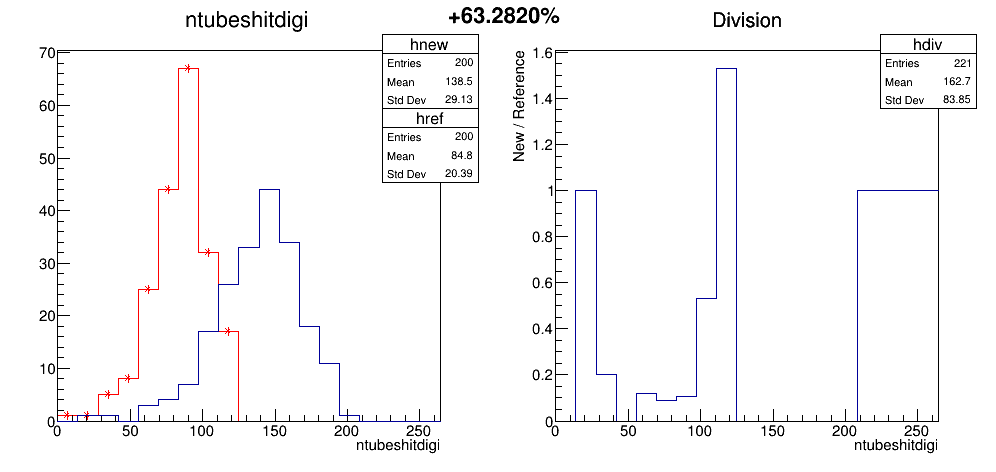 ntubeshitdigi
+63.2820%
Division
hnew
Entries 200
Mean 138.5
Std Dev 29.13
href
Entries 200
Mean 84.8
Std Dev 20.39
70
60
50
40
30
20
10
0
0 50 100 150 200 250
ntubeshitdigi
hdiv
Entries 221
Mean 162.7
Std Dev 83.85
New / Reference
1.6
1.4
1.2
1
0.8
0.6
0.4
0.2
0
0 50 100 150 200 250
ntubeshitdigi